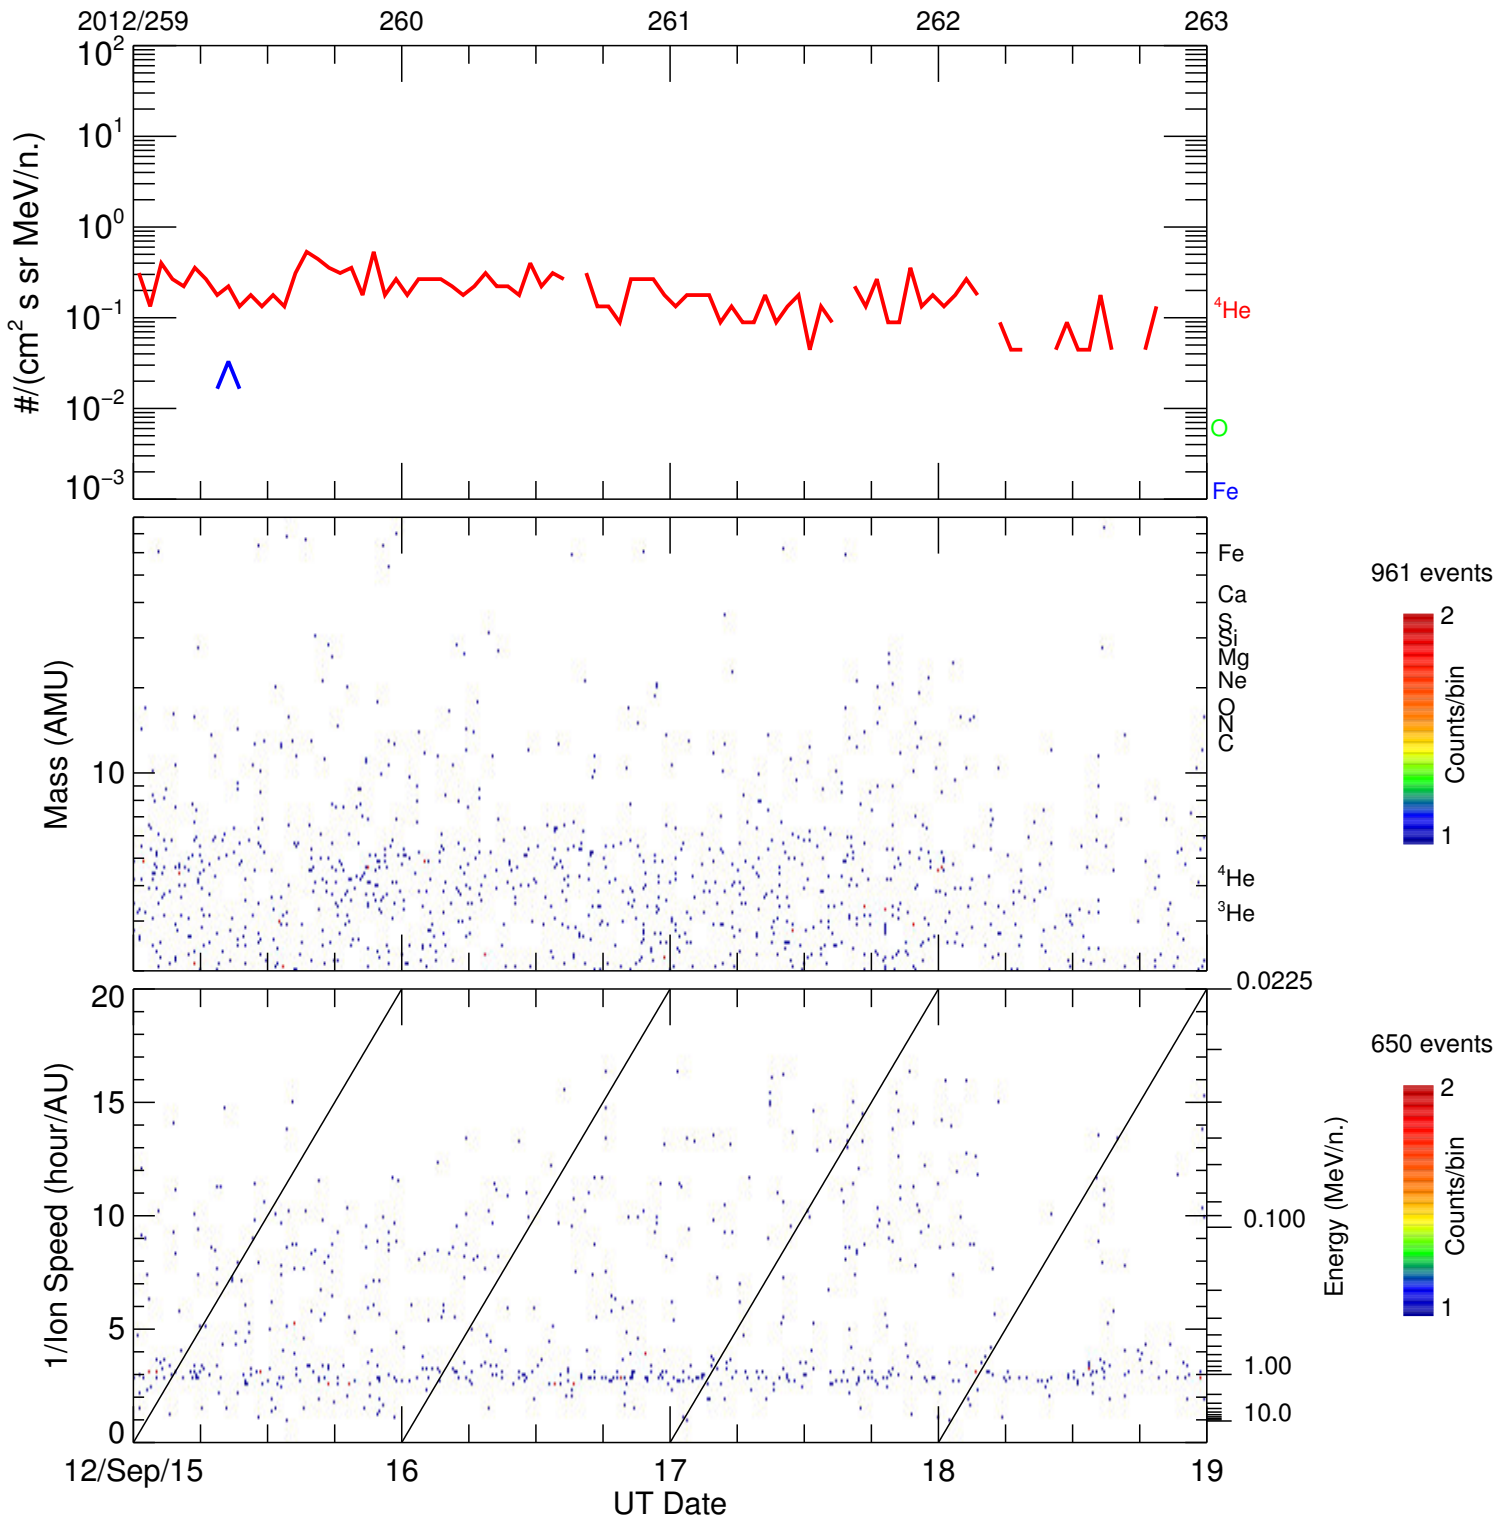 2012/259 260 261 262 263
10² 10¹ 10⁰ 10⁻¹ 10⁻² 10⁻³
#/(cm² s sr MeV/n.)
⁴He
O
Fe
Mass (AMU)
10
Fe
Ca
S
Si
Mg
Ne
O
N
C
⁴He
³He
961 events
2
Counts/bin
1
1/Ion Speed (hour/AU)
20
15
10
5
0
0.0225
0.100
1.00
10.0
Energy (MeV/n.)
650 events
2
Counts/bin
1
12/Sep/15 16 17 18 19
UT Date